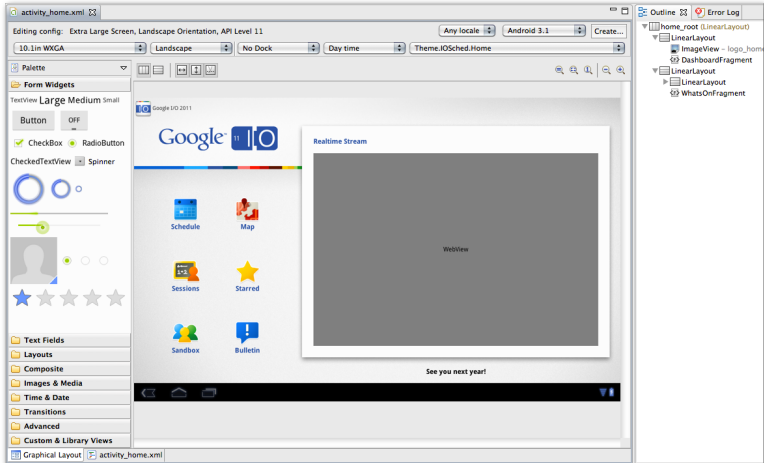 activity_home.xml
Editing config: Extra Large Screen, Landscape Orientation, API Level 11
Any locale
Android 3.1
Create...
10.1in WXGA
Landscape
No Dock
Day time
Theme.IOSched.Home
Palette
Form Widgets
TextView Large Medium Small
Button
OFF
CheckBox
RadioButton
CheckedTextView
Spinner
Text Fields
Layouts
Composite
Images & Media
Time & Date
Transitions
Advanced
Custom & Library Views
Graphical Layout
activity_home.xml
Google I/O 2011
Google 11 IO
Schedule
Map
Sessions
Starred
Sandbox
Bulletin
Realtime Stream
WebView
See you next year!
Outline
Error Log
home_root (LinearLayout)
LinearLayout
ImageView – logo_home
DashboardFragment
LinearLayout
LinearLayout
WhatsOnFragment